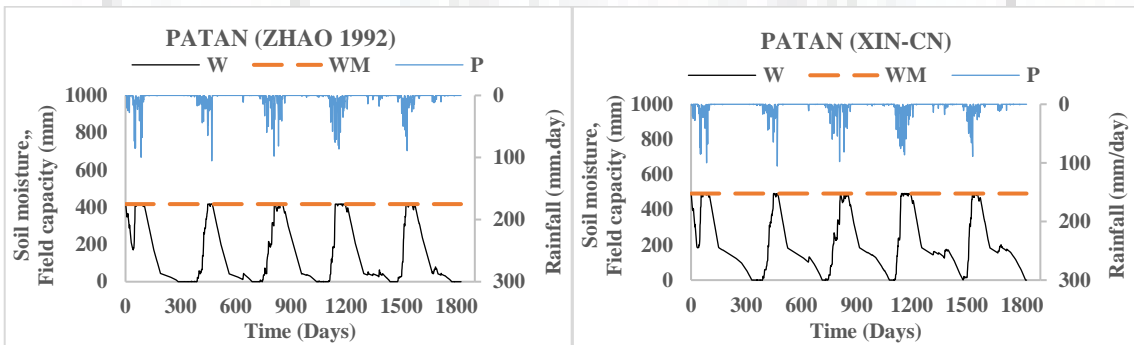 PATAN (ZHAO 1992)
W WM P
Soil moisture,,
Field capacity (mm)
1000
800
600
400
200
0
0
100
200
300
Rainfall (mm.day)
0 300 600 900 1200 1500 1800
Time (Days)
PATAN (XIN-CN)
W WM P
Soil moisture,
Field capacity (mm)
1000
800
600
400
200
0
0
100
200
300
Rainfall (mm/day)
0 300 600 900 1200 1500 1800
Time (Days)